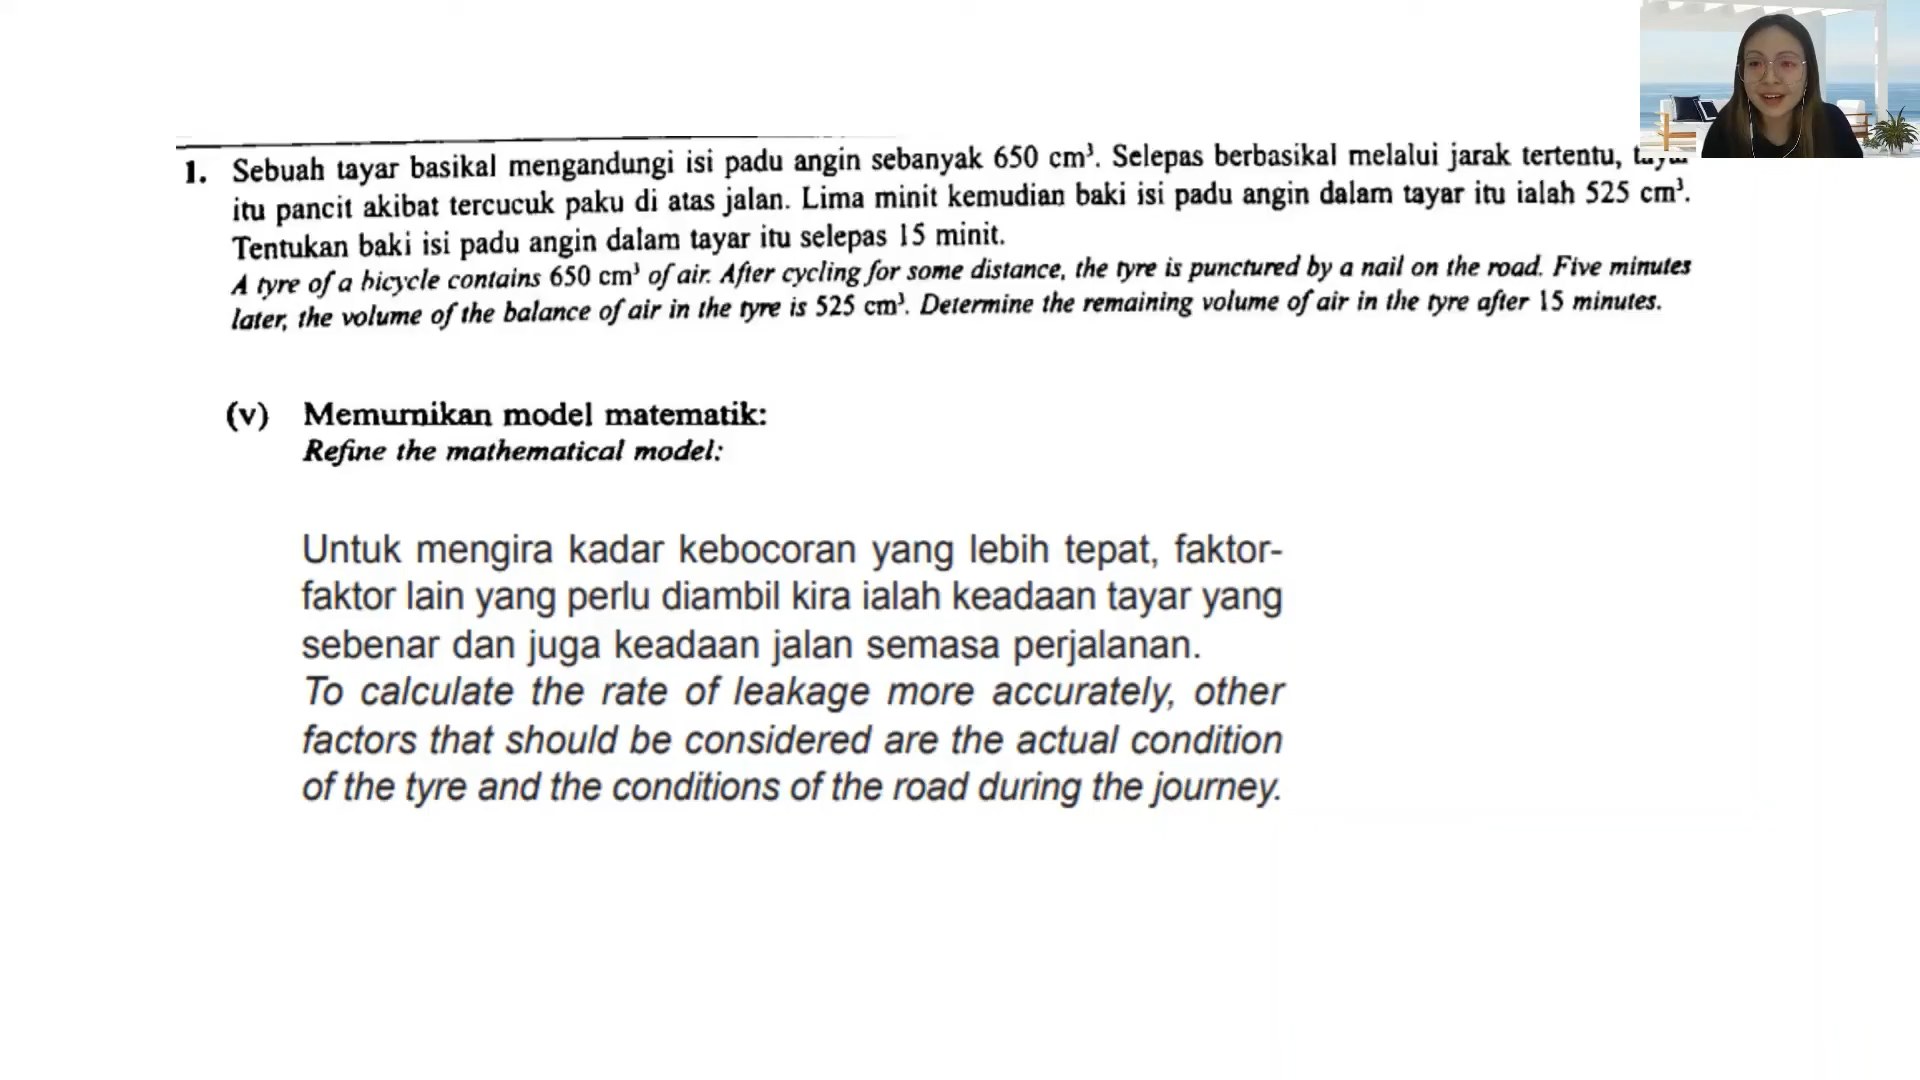 1. Sebuah tayar basikal mengandungi isi padu angin sebanyak 650 cm³. Selepas berbasikal melalui jarak tertentu,
itu pancit akibat tercucuk paku di atas jalan. Lima minit kemudian baki isi padu angin dalam tayar itu ialah 525 cm³.
Tentukan baki isi padu angin dalam tayar itu selepas 15 minit.
A tyre of a bicycle contains 650 cm³ of air. After cycling for some distance, the tyre is punctured by a nail on the road. Five minutes
later, the volume of the balance of air in the tyre is 525 cm³. Determine the remaining volume of air in the tyre after 15 minutes.
(v) Memurnikan model matematik:
Refine the mathematical model:
Untuk mengira kadar kebocoran yang lebih tepat, faktor-
faktor lain yang perlu diambil kira ialah keadaan tayar yang
sebenar dan juga keadaan jalan semasa perjalanan.
To calculate the rate of leakage more accurately, other
factors that should be considered are the actual condition
of the tyre and the conditions of the road during the journey.